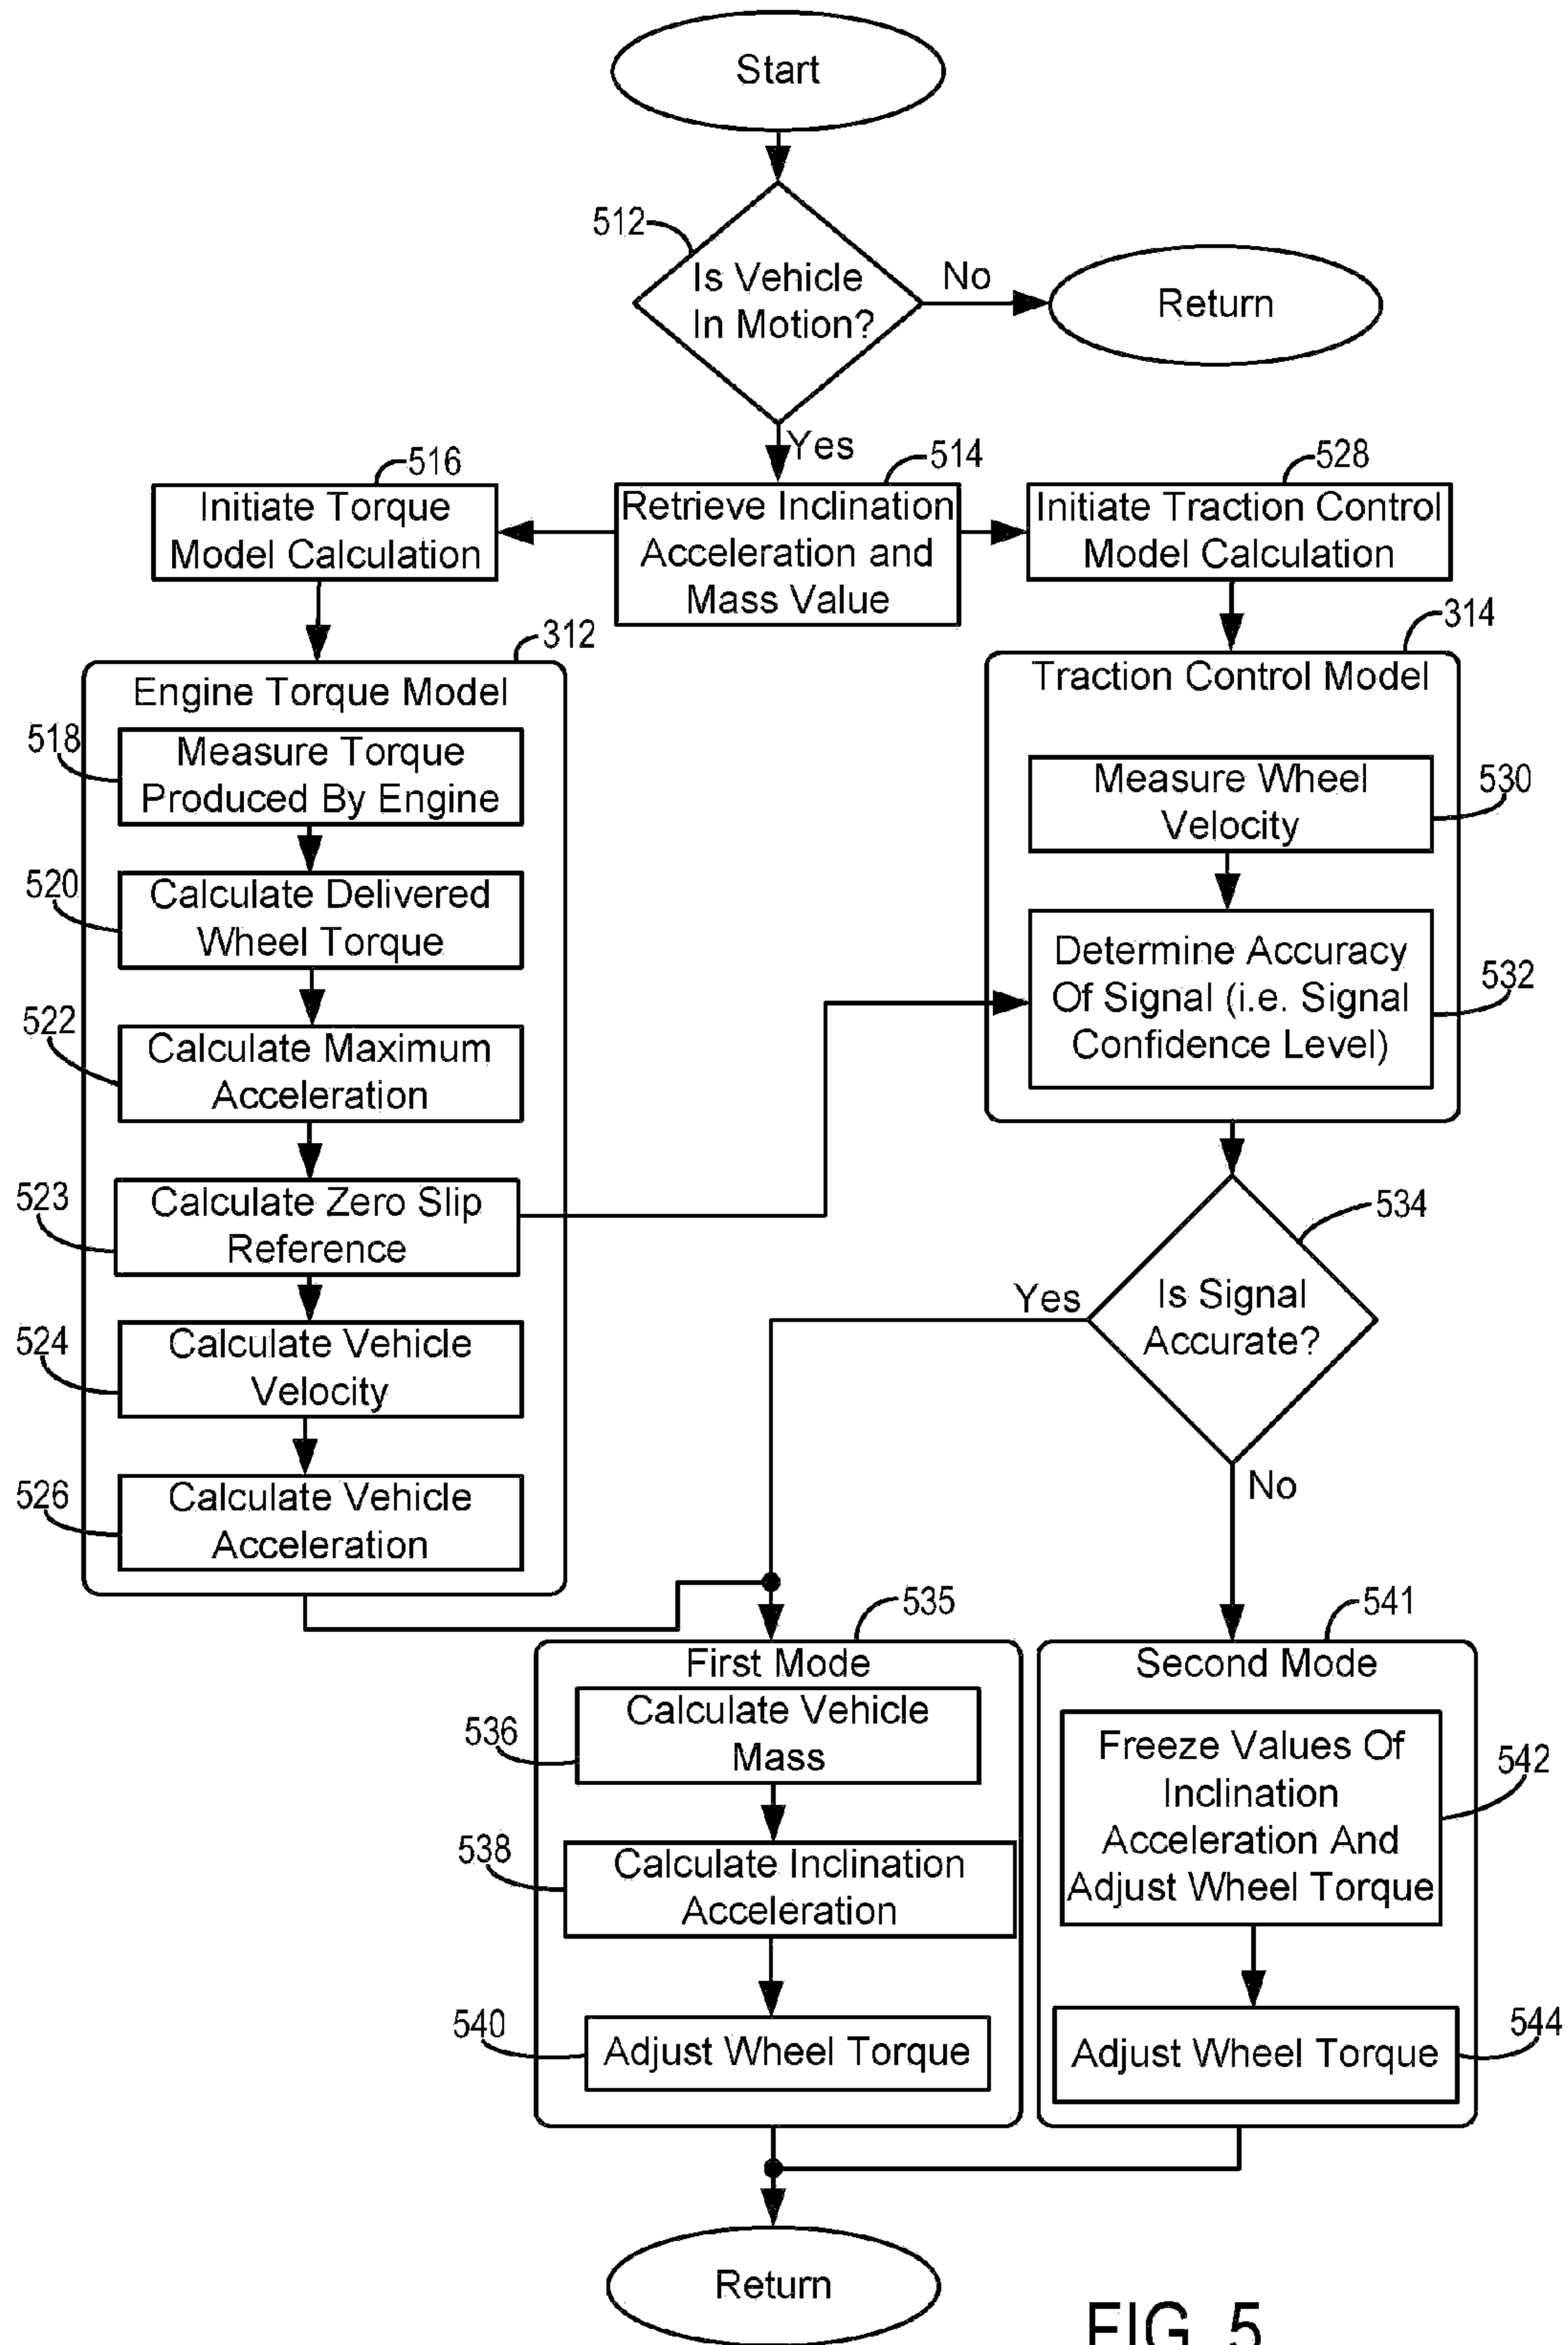 Start
512
Is Vehicle
In Motion?
No
Return
Yes
516
514
528
Initiate Torque
Model Calculation
Retrieve Inclination
Acceleration and
Mass Value
Initiate Traction Control
Model Calculation
312
Engine Torque Model
518
Measure Torque
Produced By Engine
520
Calculate Delivered
Wheel Torque
522
Calculate Maximum
Acceleration
523
Calculate Zero Slip
Reference
524
Calculate Vehicle
Velocity
526
Calculate Vehicle
Acceleration
314
Traction Control Model
Measure Wheel
Velocity
530
Determine Accuracy
Of Signal (i.e. Signal
Confidence Level)
532
534
Is Signal
Accurate?
Yes
No
535
First Mode
536
Calculate Vehicle
Mass
538
Calculate Inclination
Acceleration
540
Adjust Wheel Torque
541
Second Mode
Freeze Values Of
Inclination
Acceleration And
Adjust Wheel Torque
542
Adjust Wheel Torque
544
Return
FIG. 5